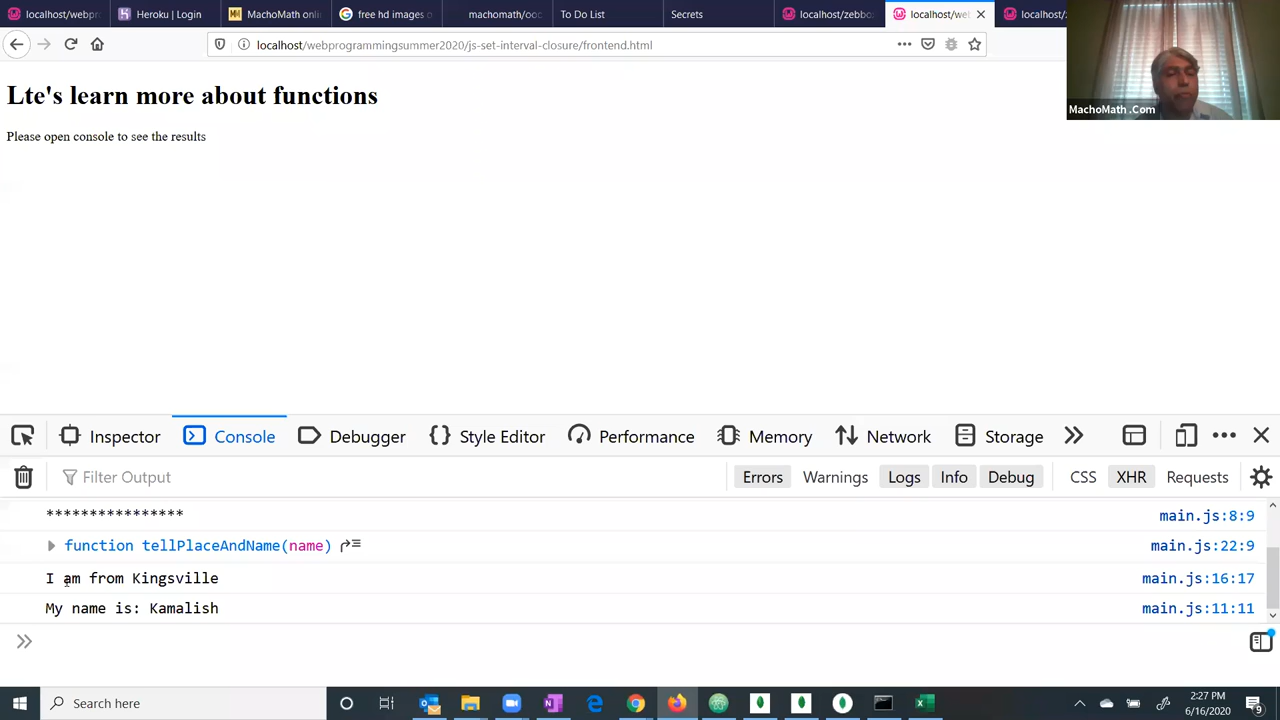 localhost/webpro
Heroku | Login
MachoMath onli
free hd images o
machomath/oop
To Do List
Secrets
localhost/zebbo
localhost/we
localhost/z
localhost/webprogrammingsummer2020/js-set-interval-closure/frontend.html
MachoMath .Com
Lte's learn more about functions
Please open console to see the results
Inspector Console Debugger Style Editor Performance Memory Network Storage
Filter Output Errors Warnings Logs Info Debug CSS XHR Requests
**************** main.js:8:9
function tellPlaceAndName(name) main.js:22:9
I am from Kingsville main.js:16:17
My name is: Kamalish main.js:11:11
Search here
2:27 PM
6/16/2020
9